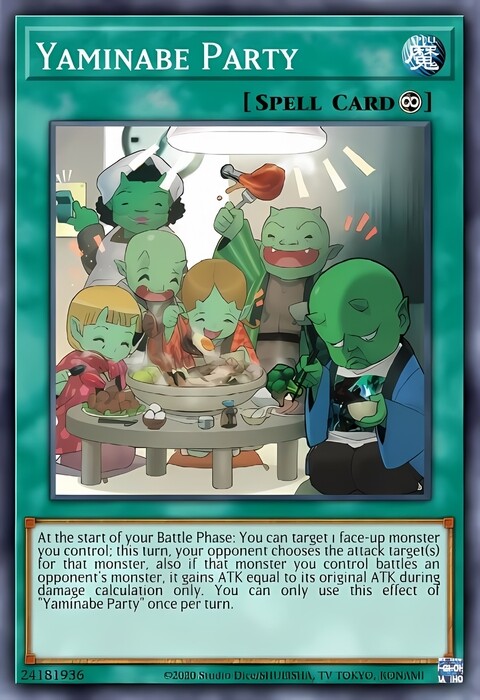 YAMINABE PARTY
魔
[SPELL CARD]
At the start of your Battle Phase: You can target 1 face-up monster
you control; this turn, your opponent chooses the attack target(s)
for that monster, also if that monster you control battles an
opponent's monster, it gains ATK equal to its original ATK during
damage calculation only. You can only use this effect of
"Yaminabe Party" once per turn.
24181936
©2020 Studio Dice/SHUEISHA, TV TOKYO, KONAMI